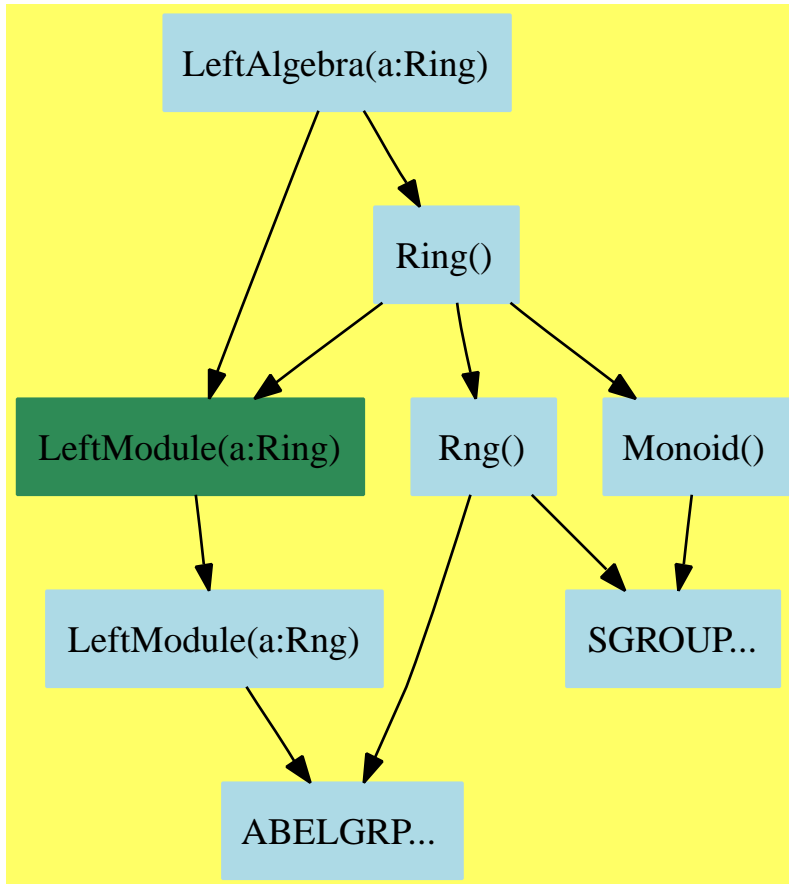 LeftAlgebra(a:Ring)
Ring()
LeftModule(a:Ring)
Rng()
Monoid()
LeftModule(a:Rng)
SGROUP...
ABELGRP...